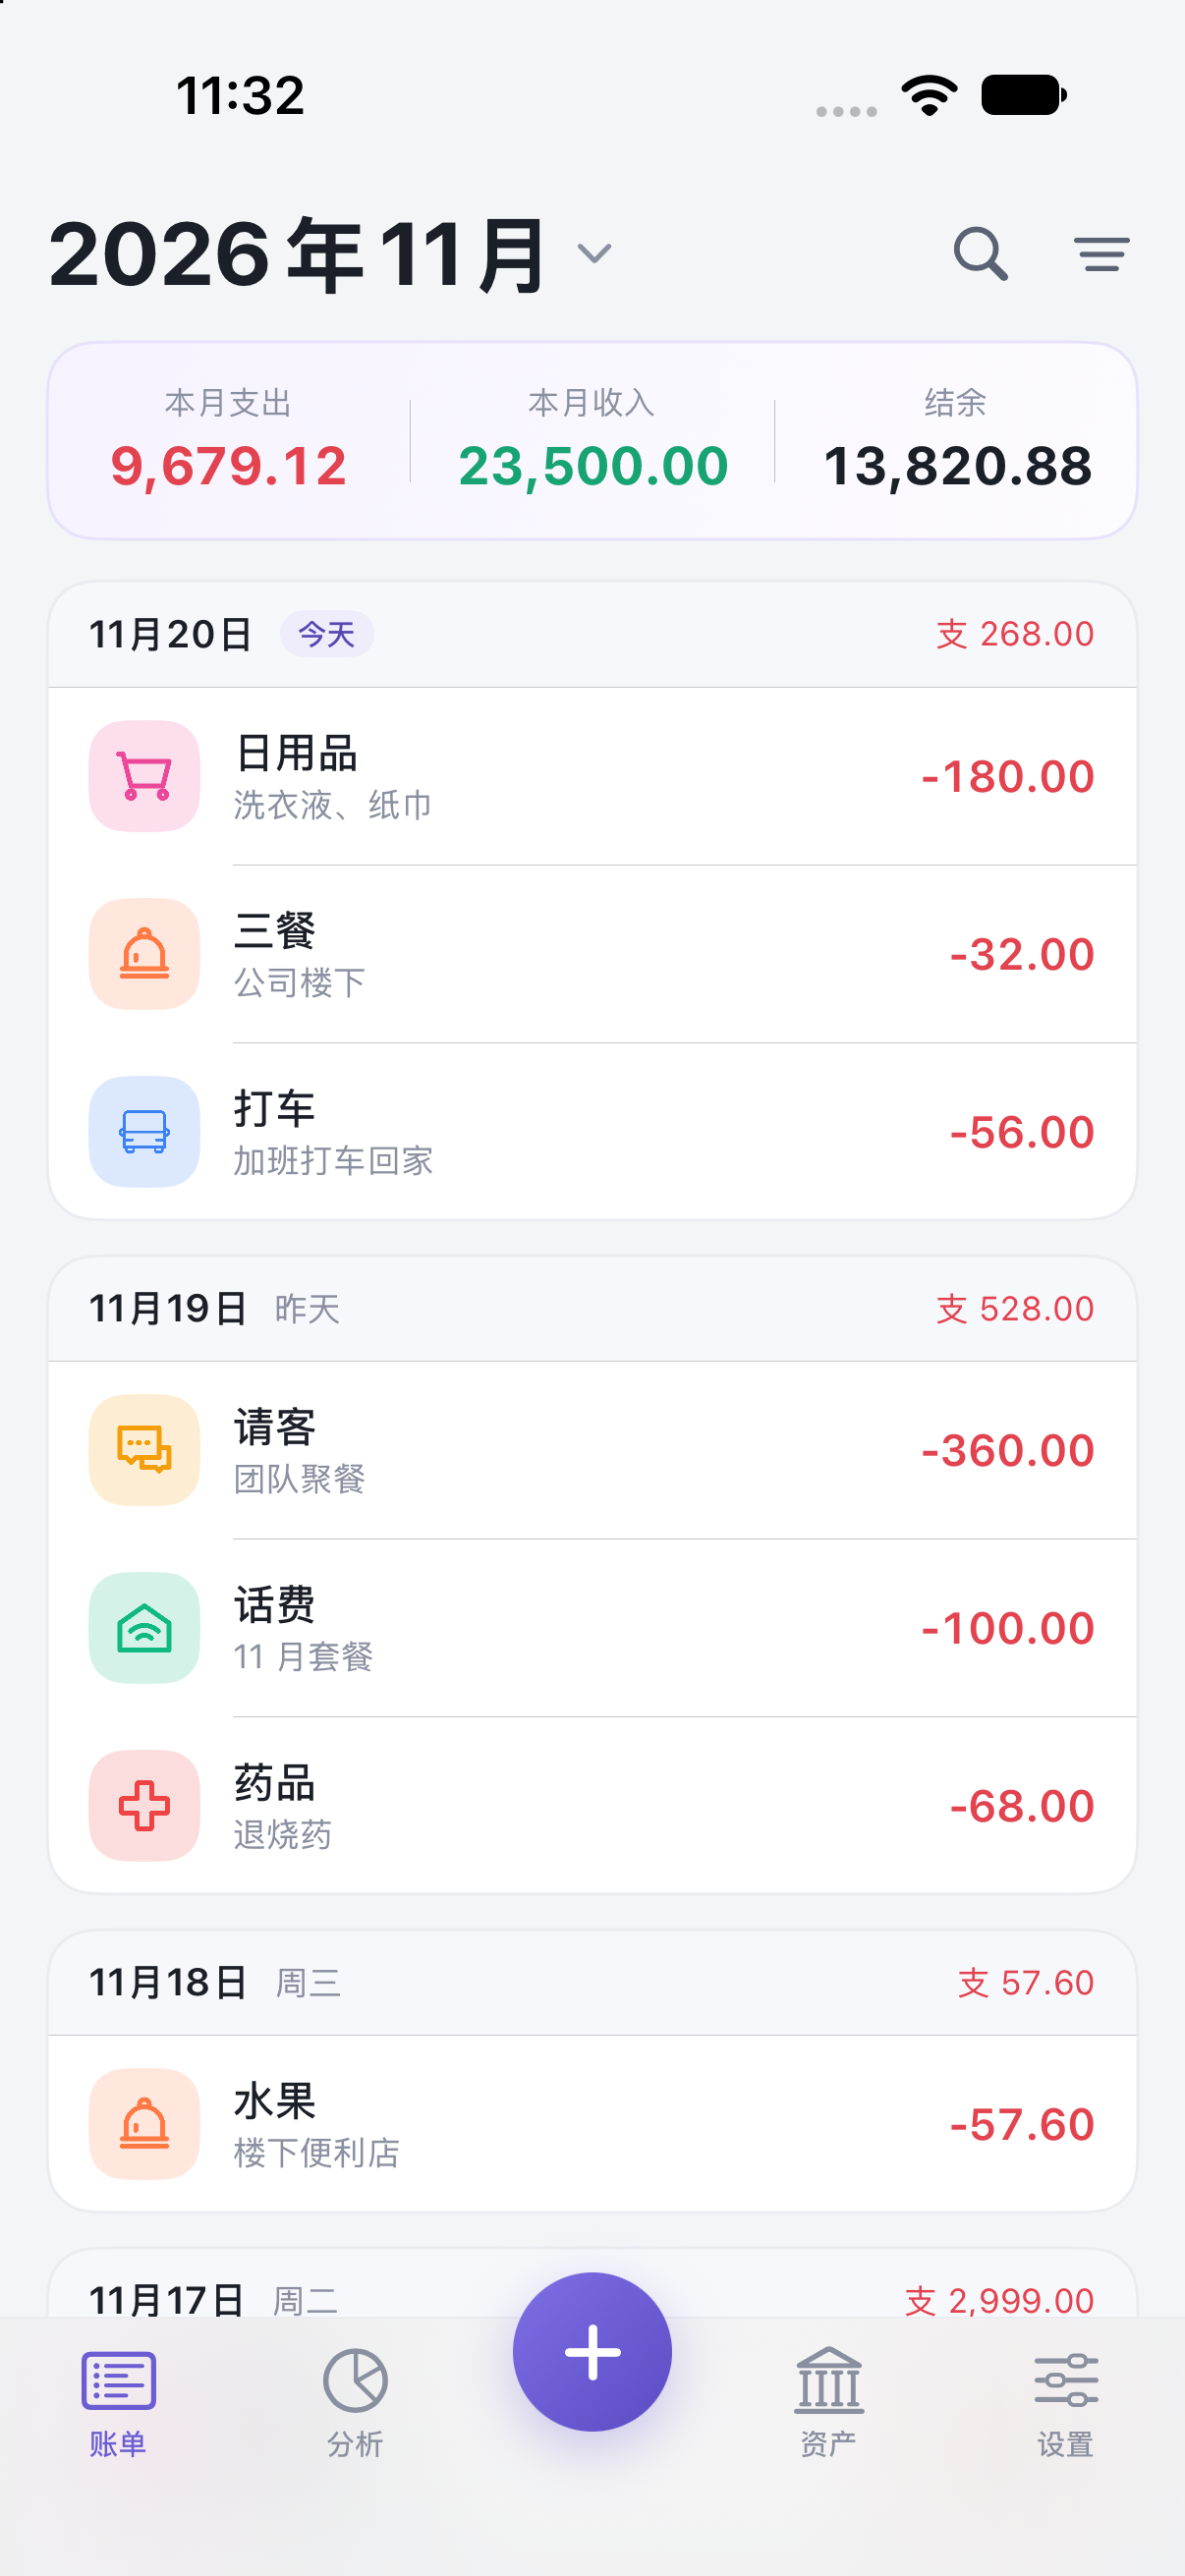 11:32
2026 年 11 月
本月支出 本月收入 结余
9,679.12 23,500.00 13,820.88
11月20日 今天 支 268.00
日用品
洗衣液、纸巾
-180.00
三餐
公司楼下
-32.00
打车
加班打车回家
-56.00
11月19日 昨天 支 528.00
请客
团队聚餐
-360.00
话费
11 月套餐
-100.00
药品
退烧药
-68.00
11月18日 周三 支 57.60
水果
楼下便利店
-57.60
11月17日 周二 支 2,999.00
账单 分析 资产 设置